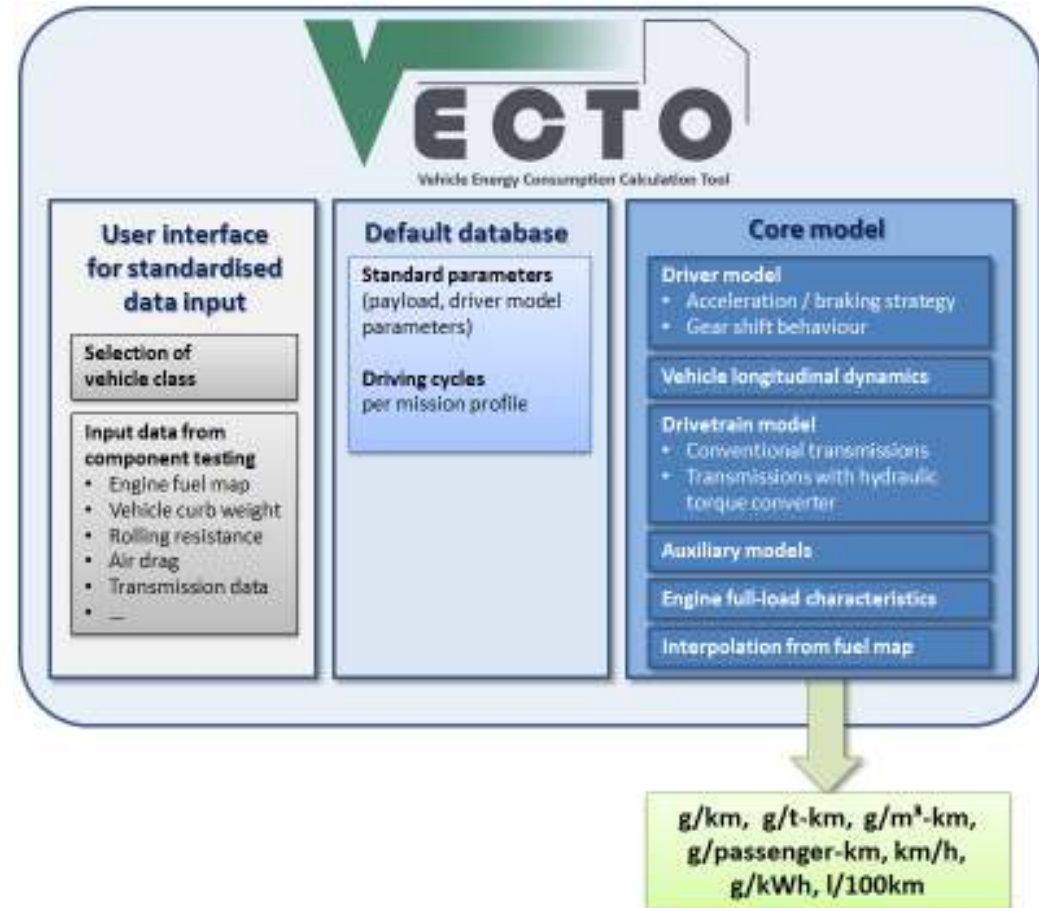 VECTO
Vehicle Energy Consumption Calculation Tool
User interface
for standardised
data input
Selection of
vehicle class
Input data from
component testing
• Engine fuel map
• Vehicle curb weight
• Rolling resistance
• Air drag
• Transmission data
• ...
Default database
Standard parameters
(payload, driver model
parameters)
Driving cycles
per mission profile
Core model
Driver model
• Acceleration / braking strategy
• Gear shift behaviour
Vehicle longitudinal dynamics
Drivetrain model
• Conventional transmissions
• Transmissions with hydraulic
torque converter
Auxiliary models
Engine full-load characteristics
Interpolation from fuel map
g/km, g/t-km, g/m³-km,
g/passenger-km, km/h,
g/kWh, l/100km